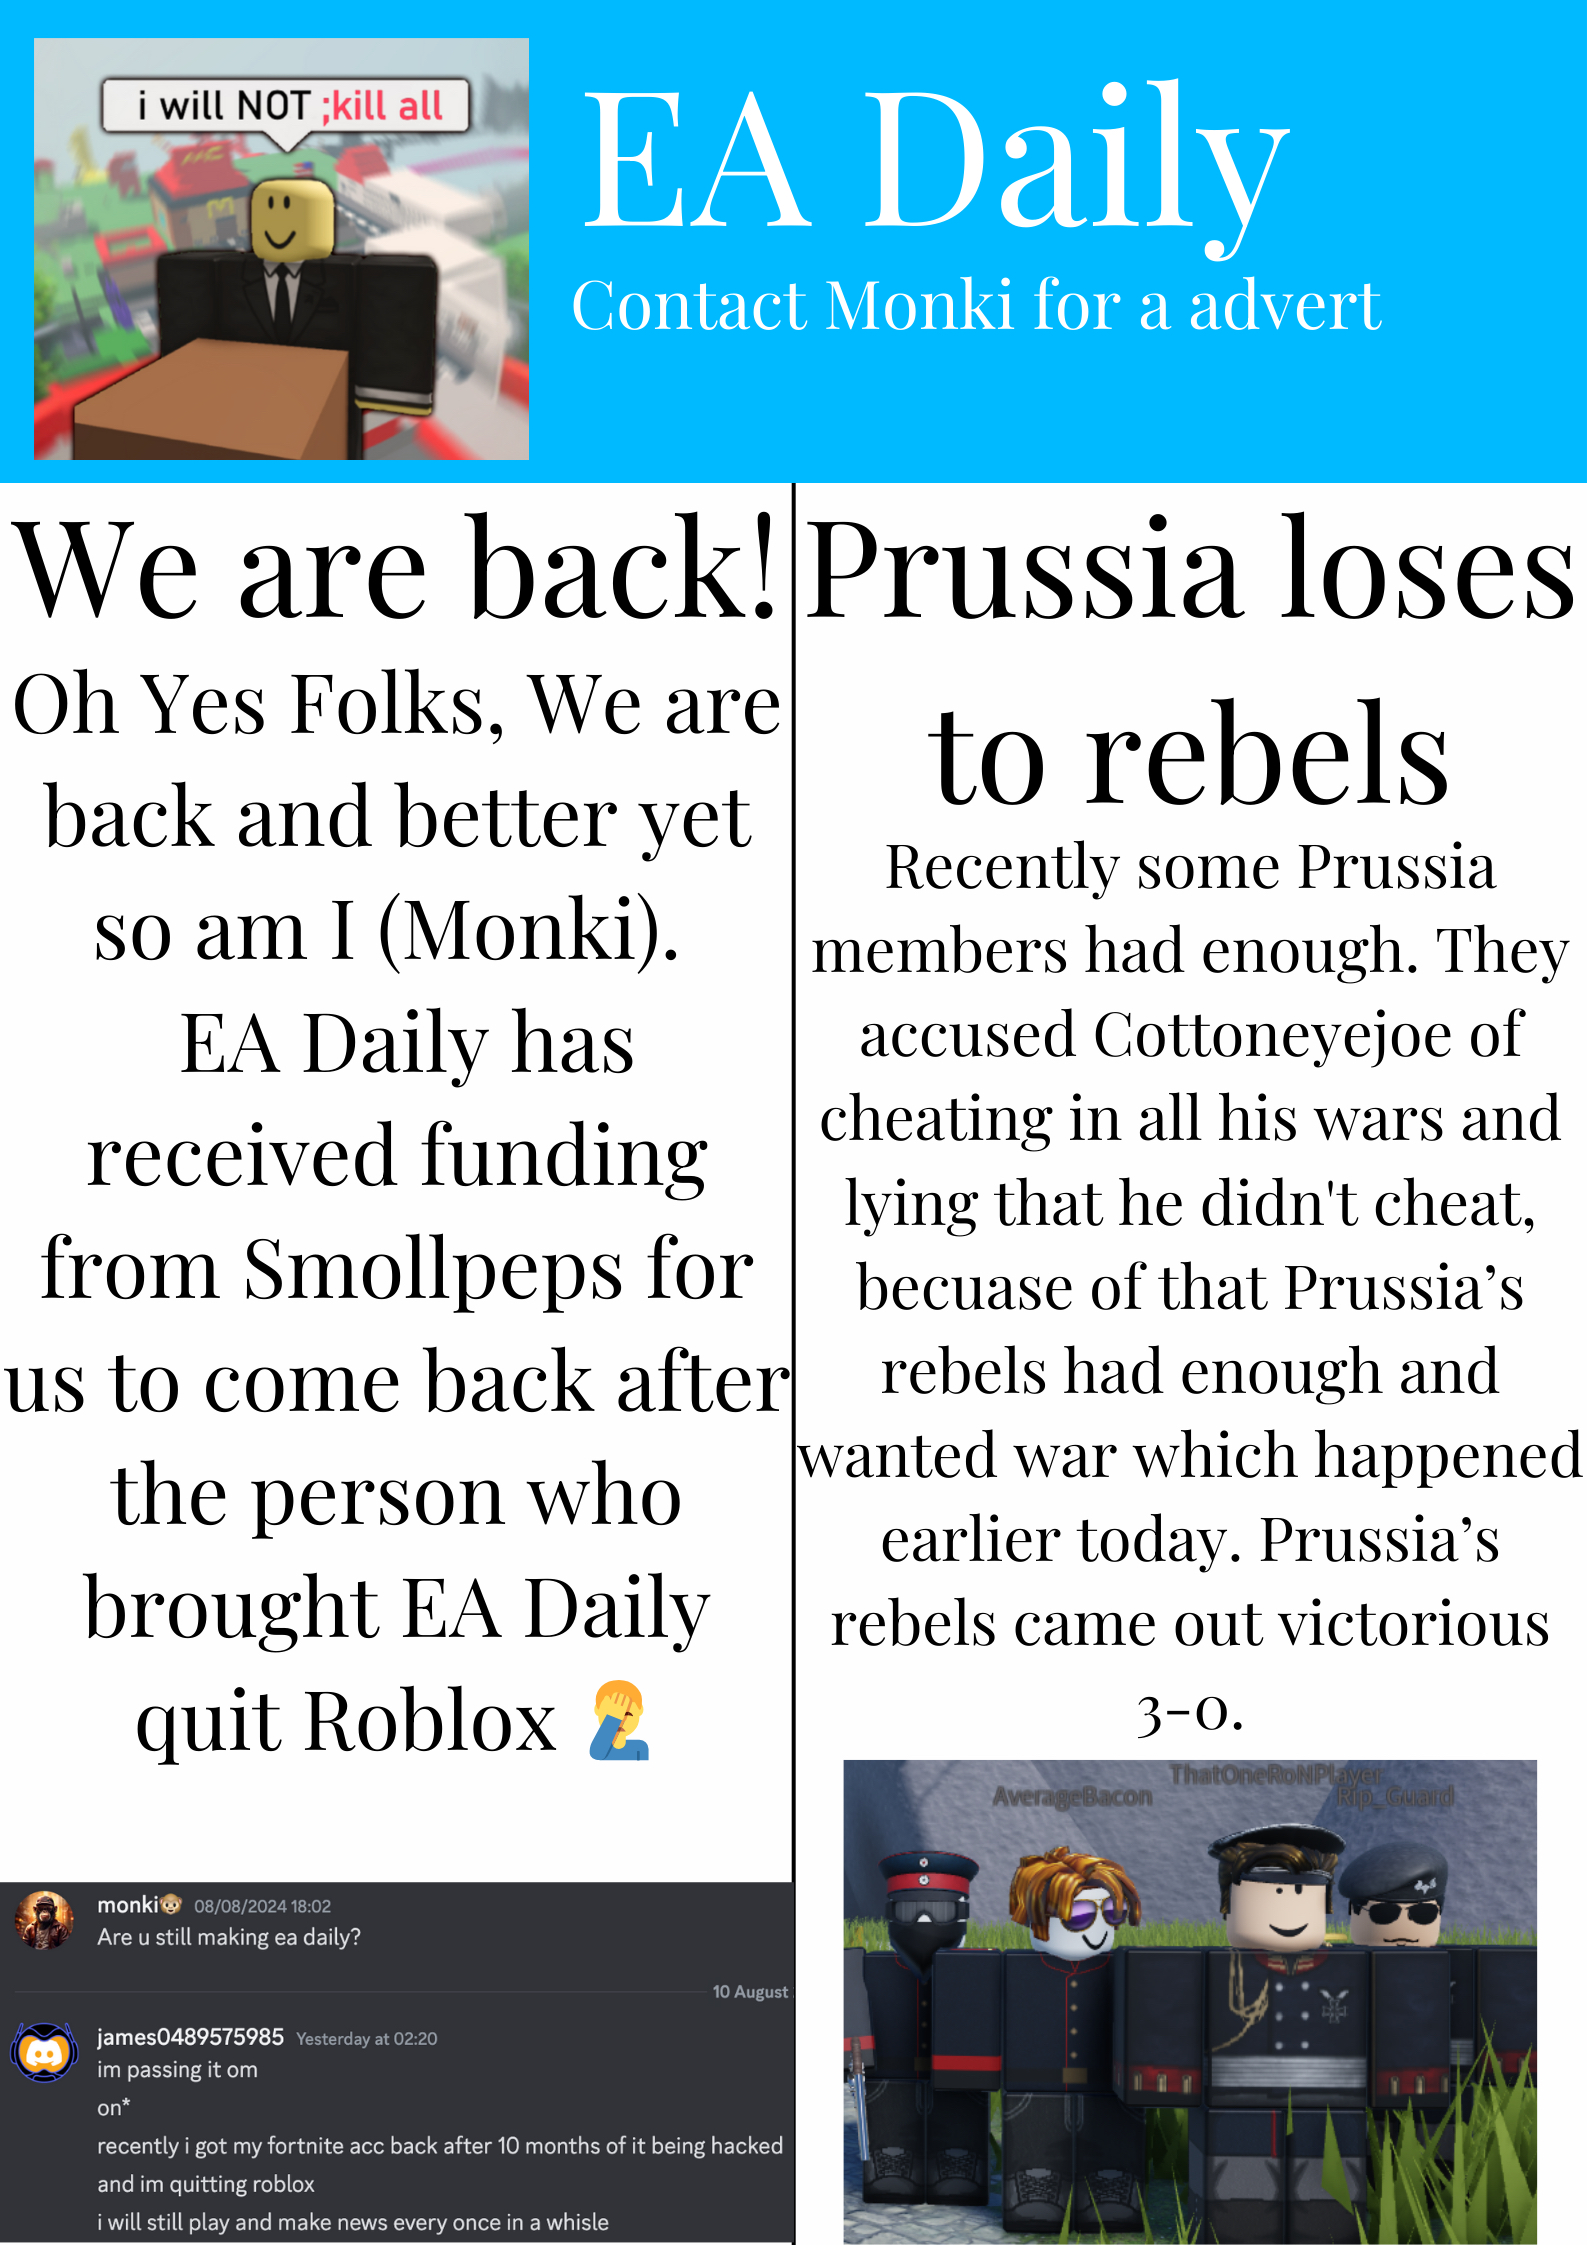 i will NOT ;kill all
EA Daily
Contact Monki for a advert
We are back!
Oh Yes Folks, We are
back and better yet
so am I (Monki).
EA Daily has
received funding
from Smollpeps for
us to come back after
the person who
brought EA Daily
quit Roblox 🤦‍♂️
monki🐵 08/08/2024 18:02
Are u still making ea daily?
10 August
james0489575985 Yesterday at 02:20
im passing it om
on*
recently i got my fortnite acc back after 10 months of it being hacked
and im quitting roblox
i will still play and make news every once in a whisle
Prussia loses
to rebels
Recently some Prussia
members had enough. They
accused Cottoneyejoe of
cheating in all his wars and
lying that he didn't cheat,
becuase of that Prussia’s
rebels had enough and
wanted war which happened
earlier today. Prussia’s
rebels came out victorious
3-0.
ThatOneRoNPlayer
AverageBacon
Rip_Guard